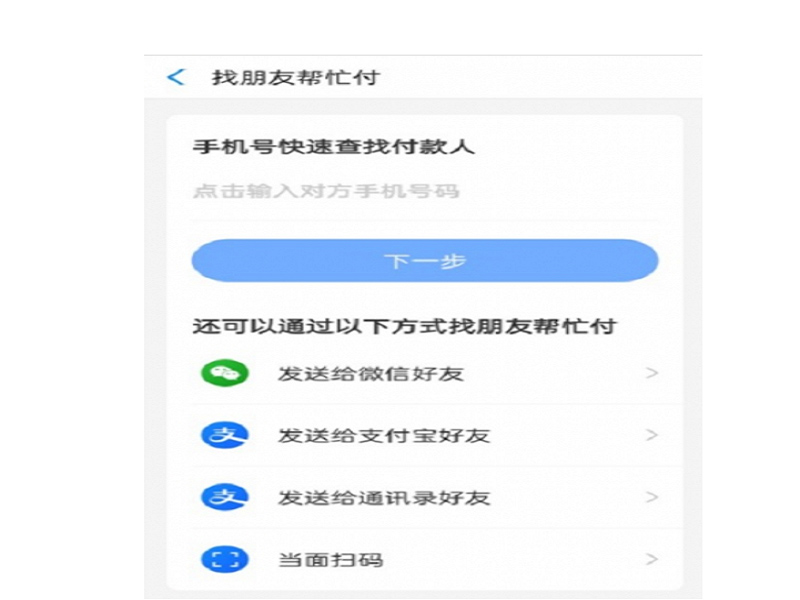 找朋友帮忙付
手机号快速查找付款人
点击输入对方手机号码
下一步
还可以通过以下方式找朋友帮忙付
发送给微信好友
支 发送给支付宝好友
支 发送给通讯录好友
当面扫码